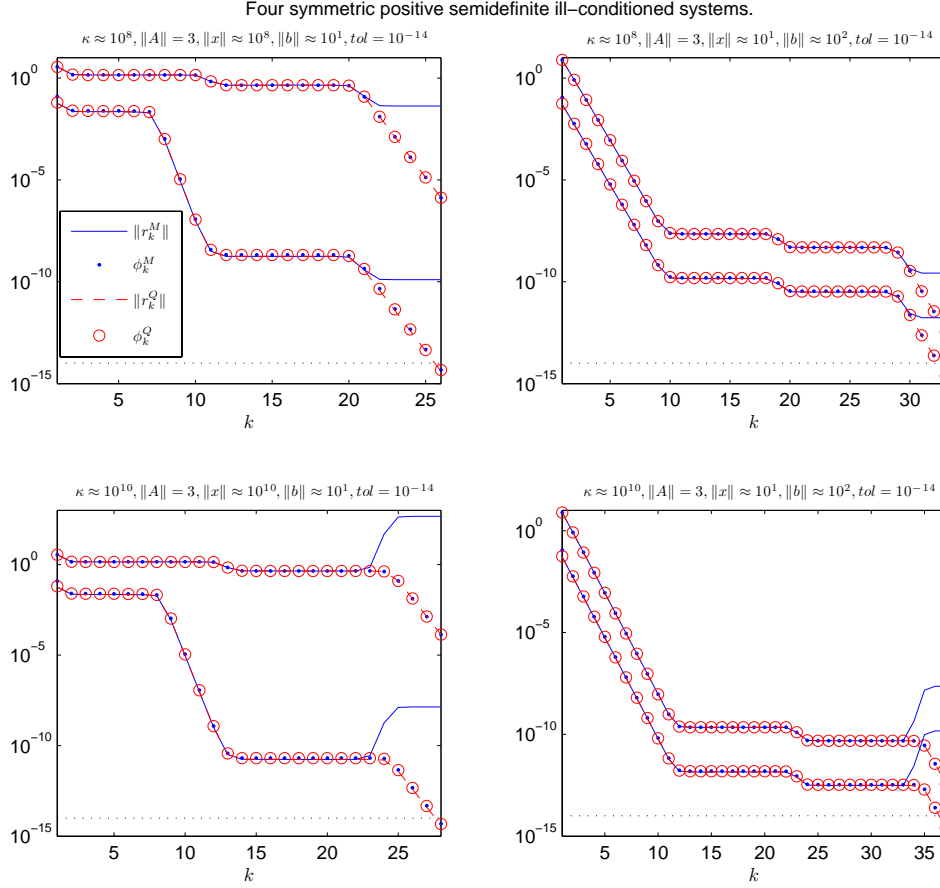 Four symmetric positive semidefinite ill−conditioned systems.
κ ≈ 10^8, ‖A‖ = 3, ‖x‖ ≈ 10^8, ‖b‖ ≈ 10^1, tol = 10^−14
10^0
10^−5
10^−10
10^−15
‖r_k^M‖
φ_k^M
‖r_k^Q‖
φ_k^Q
5 10 15 20 25
k
κ ≈ 10^8, ‖A‖ = 3, ‖x‖ ≈ 10^1, ‖b‖ ≈ 10^2, tol = 10^−14
10^0
10^−5
10^−10
10^−15
5 10 15 20 25 30
k
κ ≈ 10^10, ‖A‖ = 3, ‖x‖ ≈ 10^10, ‖b‖ ≈ 10^1, tol = 10^−14
10^0
10^−5
10^−10
10^−15
5 10 15 20 25
k
κ ≈ 10^10, ‖A‖ = 3, ‖x‖ ≈ 10^1, ‖b‖ ≈ 10^2, tol = 10^−14
10^0
10^−5
10^−10
10^−15
5 10 15 20 25 30 35
k